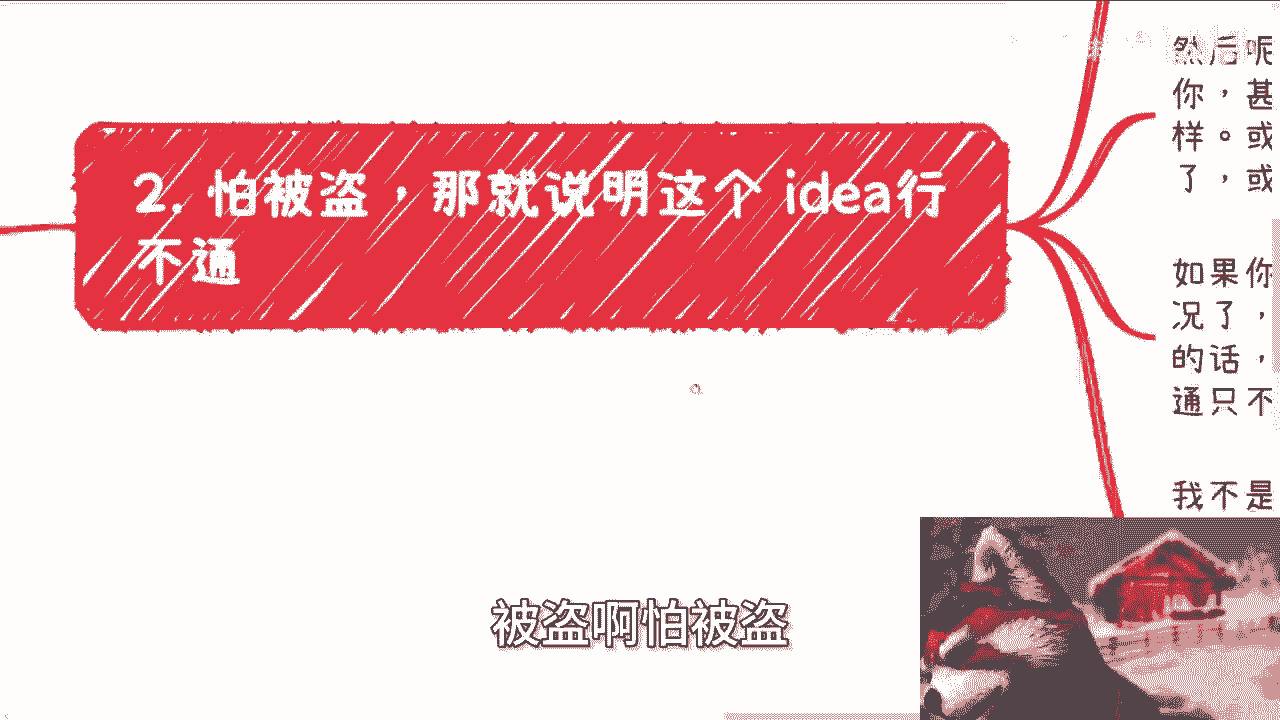 2. 怕被盗，那就说明这个 idea行
不通
然后呢
你，甚
样。或
了，或
如果你
况了，
的话，
通只不
我不是
被盗啊怕被盗